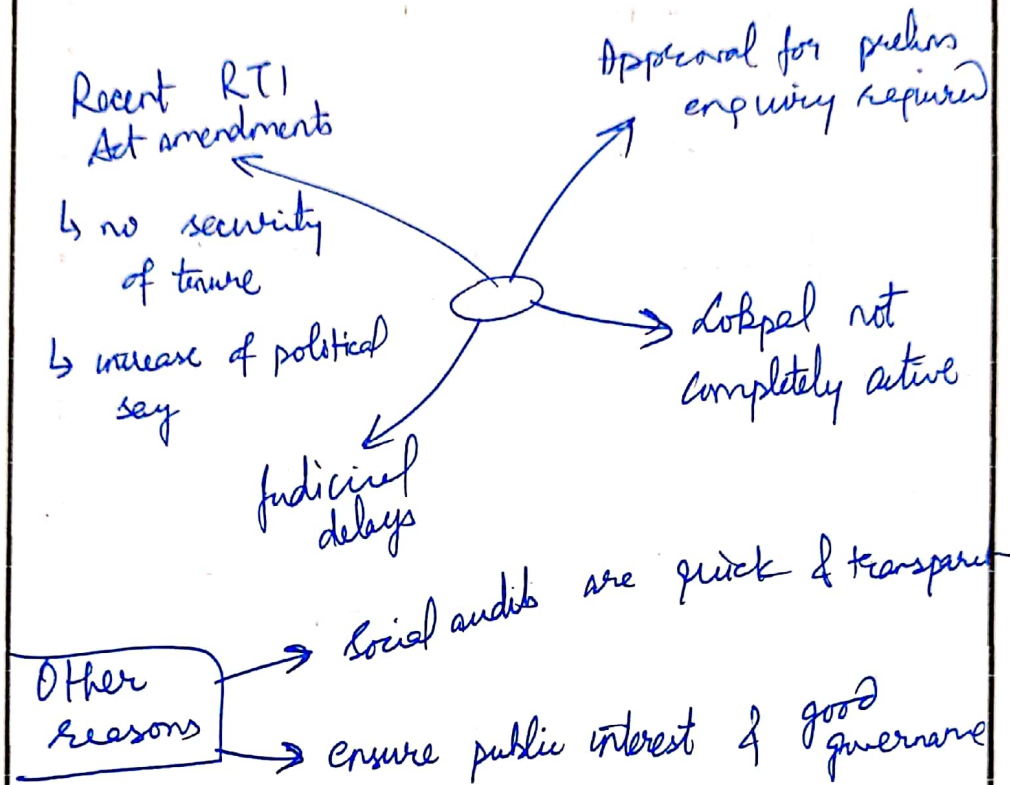 Recent RTI
Act amendments
↳ no security
of tenure
↳ increase of political
say
Approval for prelims
enquiry required
Lokpal not
completely active
Judicial
delays
Other
reasons
Social audits are quick & transparent
ensure public interest & good
governance